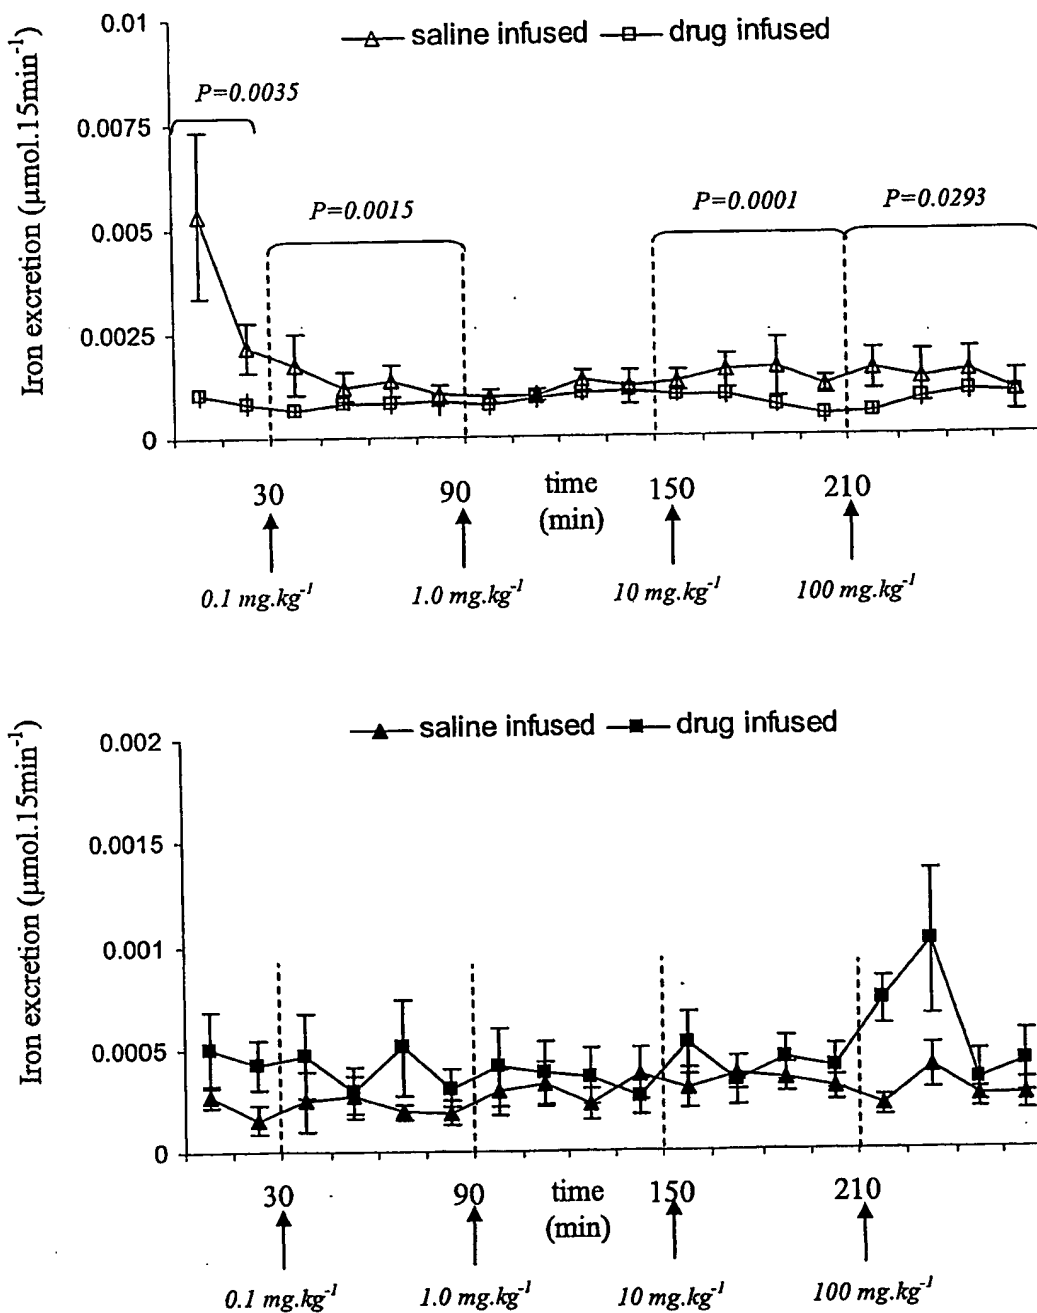 0.01
saline infused drug infused
P=0.0035
0.0075
P=0.0015
P=0.0001
P=0.0293
0.005
0.0025
0
Iron excretion (µmol.15min⁻¹)
30 90 time (min) 150 210
0.1 mg.kg⁻¹ 1.0 mg.kg⁻¹ 10 mg.kg⁻¹ 100 mg.kg⁻¹
saline infused drug infused
0.002
0.0015
0.001
0.0005
0
Iron excretion (µmol.15min⁻¹)
30 90 time (min) 150 210
0.1 mg.kg⁻¹ 1.0 mg.kg⁻¹ 10 mg.kg⁻¹ 100 mg.kg⁻¹